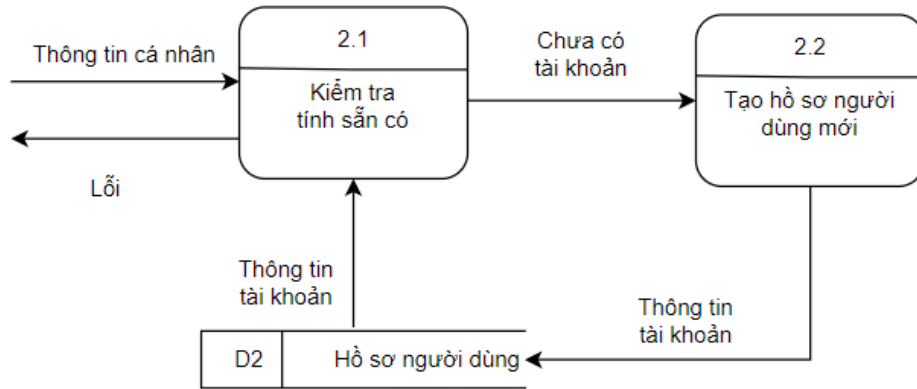 Thông tin cá nhân
2.1
Kiểm tra
tính sẵn có
Chưa có
tài khoản
2.2
Tạo hồ sơ người
dùng mới
Lỗi
Thông tin
tài khoản
Thông tin
tài khoản
D2
Hồ sơ người dùng